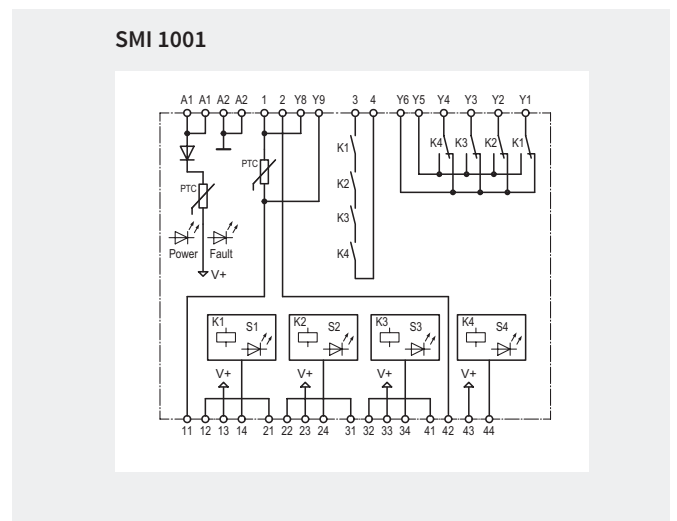 SMI 1001
A1 A1 A2 A2 1 2 Y8 Y9 3 4 Y6 Y5 Y4 Y3 Y2 Y1
K1 K4 K3 K2 K1
PTC
PTC
K2
K3
K4
Power Fault
V+
K1 S1 K2 S2 K3 S3 K4 S4
V+ V+ V+ V+
11 12 13 14 21 22 23 24 31 32 33 34 41 42 43 44